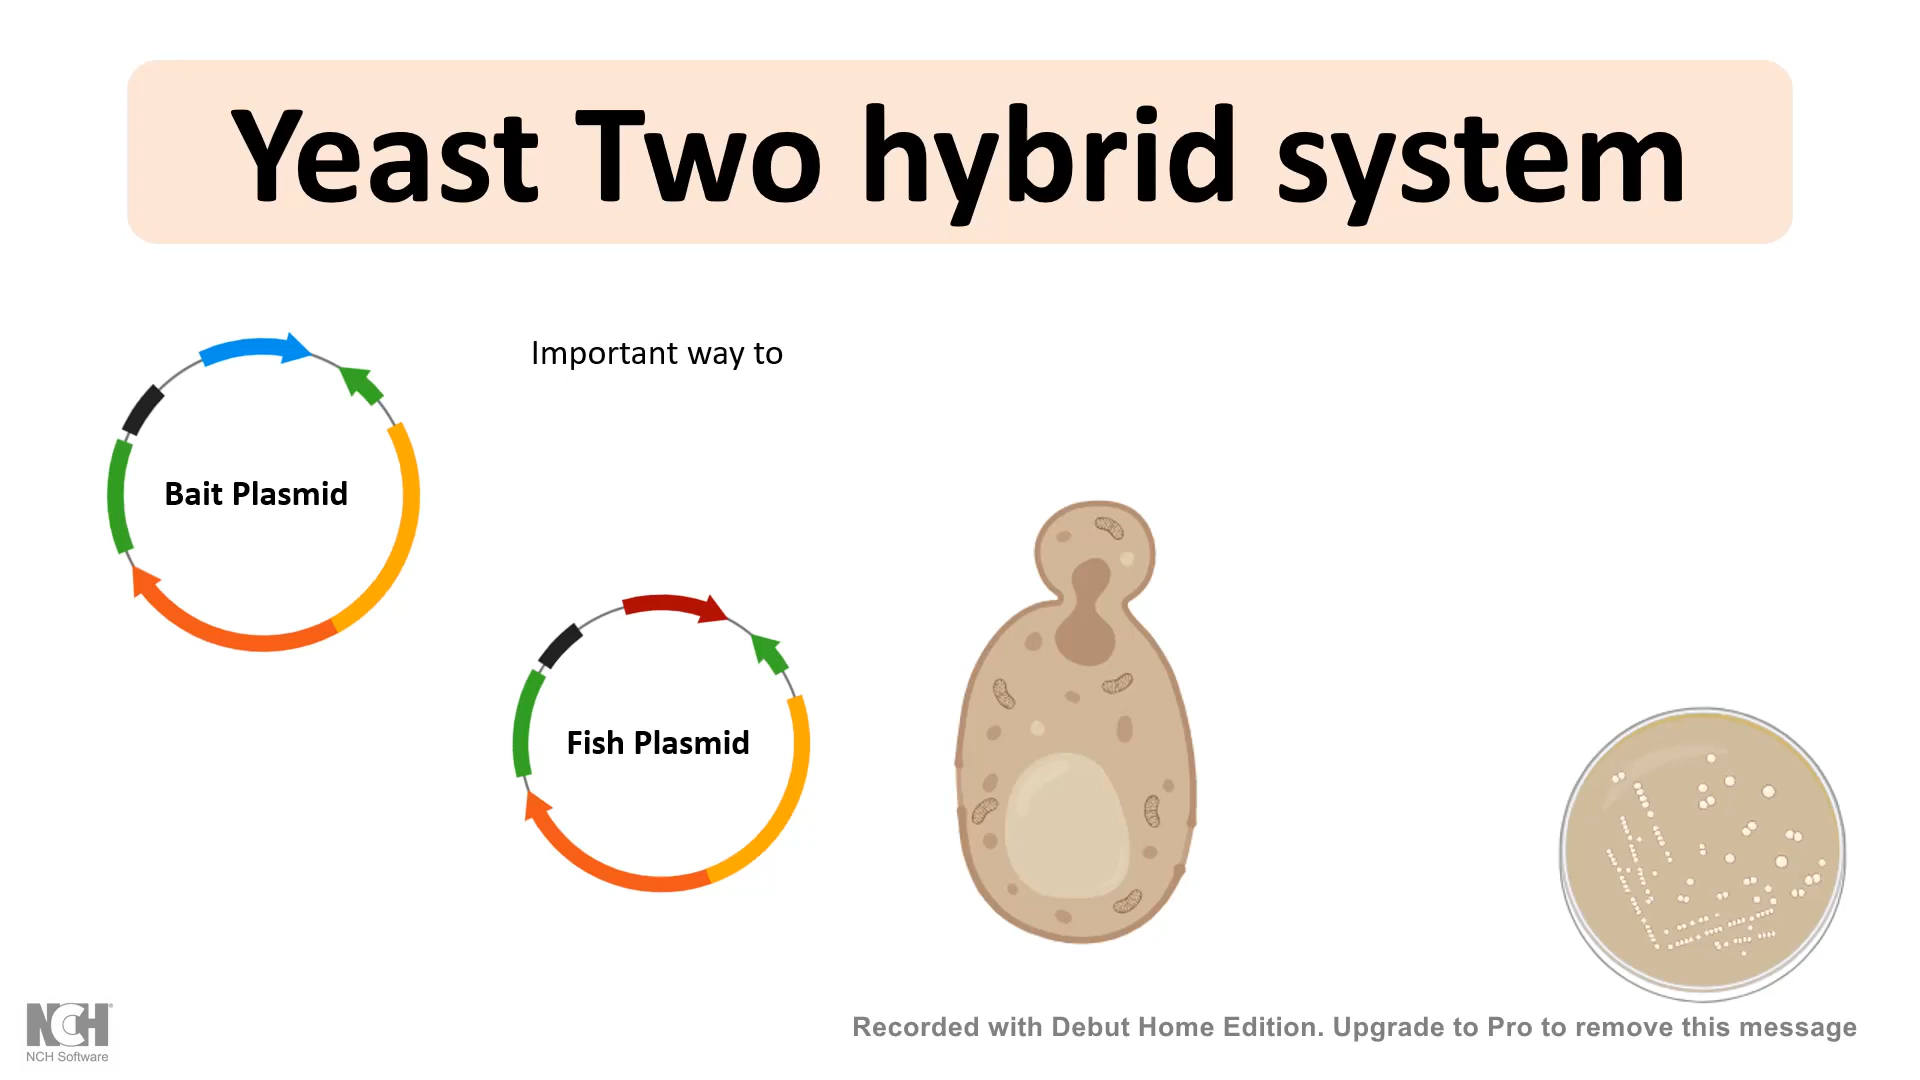 Yeast Two hybrid system
Important way to
Bait Plasmid
Fish Plasmid
NCH
NCH Software
Recorded with Debut Home Edition. Upgrade to Pro to remove this message